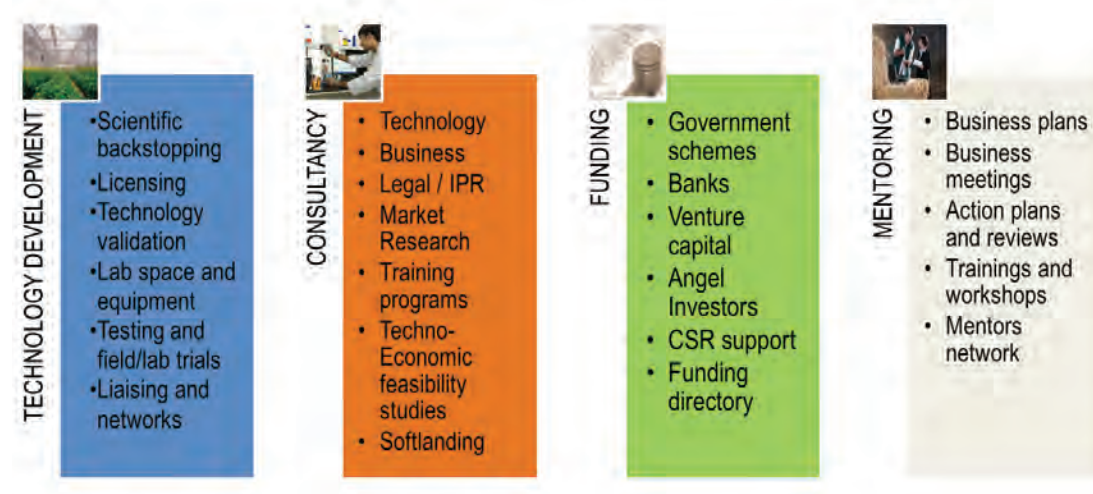 TECHNOLOGY DEVELOPMENT
•Scientific
backstopping
•Licensing
•Technology
validation
•Lab space and
equipment
•Testing and
field/lab trials
•Liaising and
networks
CONSULTANCY
• Technology
• Business
• Legal / IPR
• Market
Research
• Training
programs
• Techno-
Economic
feasibility
studies
• Softlanding
FUNDING
• Government
schemes
• Banks
• Venture
capital
• Angel
Investors
• CSR support
• Funding
directory
MENTORING
• Business plans
• Business
meetings
• Action plans
and reviews
• Trainings and
workshops
• Mentors
network